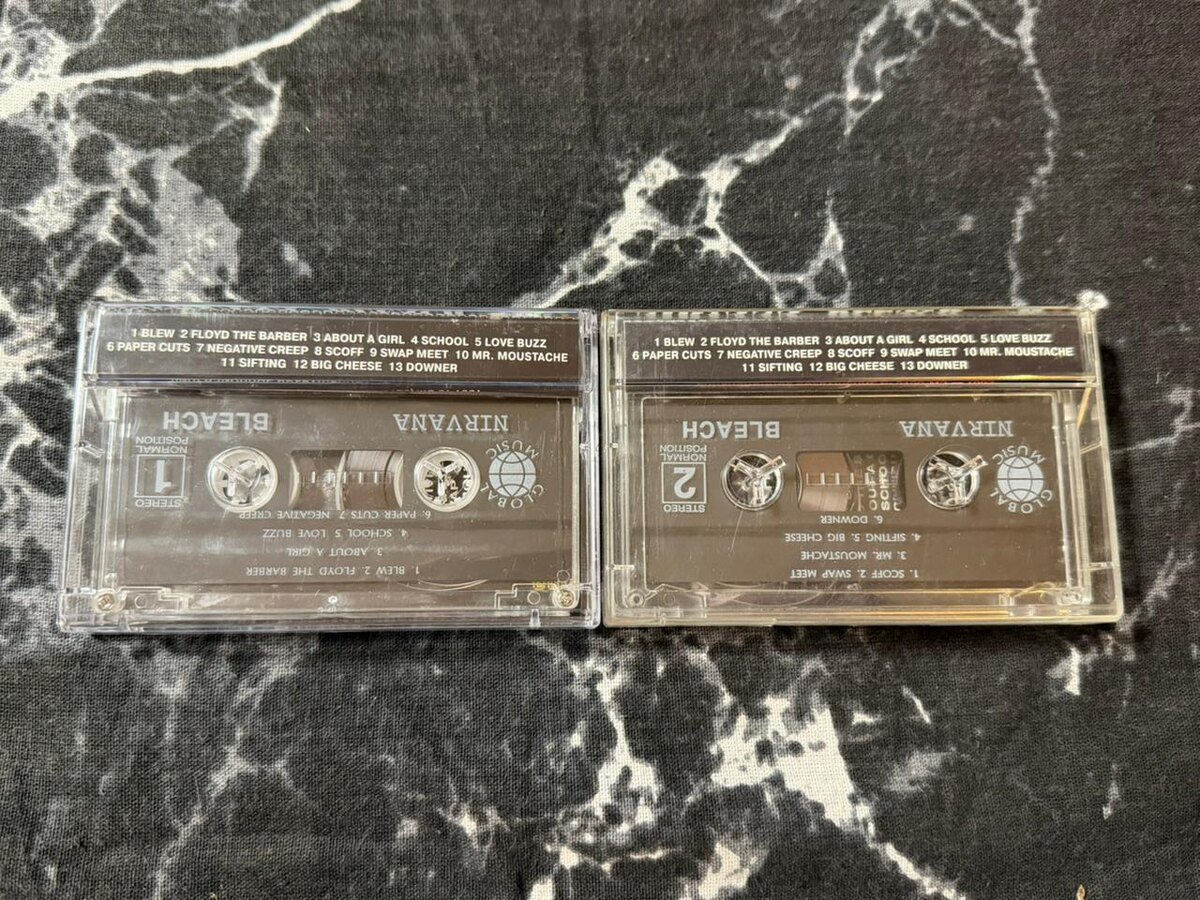 1 BLEW 2 FLOYD THE BARBER 3 ABOUT A GIRL 4 SCHOOL 5 LOVE BUZZ
6 PAPER CUTS 7 NEGATIVE CREEP 8 SCOFF 9 SWAP MEET 10 MR. MOUSTACHE
11 SIFTING 12 BIG CHEESE 13 DOWNER
1. BLEW 2. FLOYD THE BARBER
3. ABOUT A GIRL
4. SCHOOL 5. LOVE BUZZ
6. PAPER CUTS 7. NEGATIVE CREEP
GLOBAL
MUSIC
STEREO
1
NORMAL
POSITION
NIRVANA BLEACH
1 BLEW 2 FLOYD THE BARBER 3 ABOUT A GIRL 4 SCHOOL 5 LOVE BUZZ
6 PAPER CUTS 7 NEGATIVE CREEP 8 SCOFF 9 SWAP MEET 10 MR. MOUSTACHE
11 SIFTING 12 BIG CHEESE 13 DOWNER
1. SCOFF 2. SWAP MEET
3. MR. MOUSTACHE
4. SIFTING 5. BIG CHEESE
6. DOWNER
GLOBAL
MUSIC
STEREO
2
NORMAL
POSITION
NIRVANA BLEACH